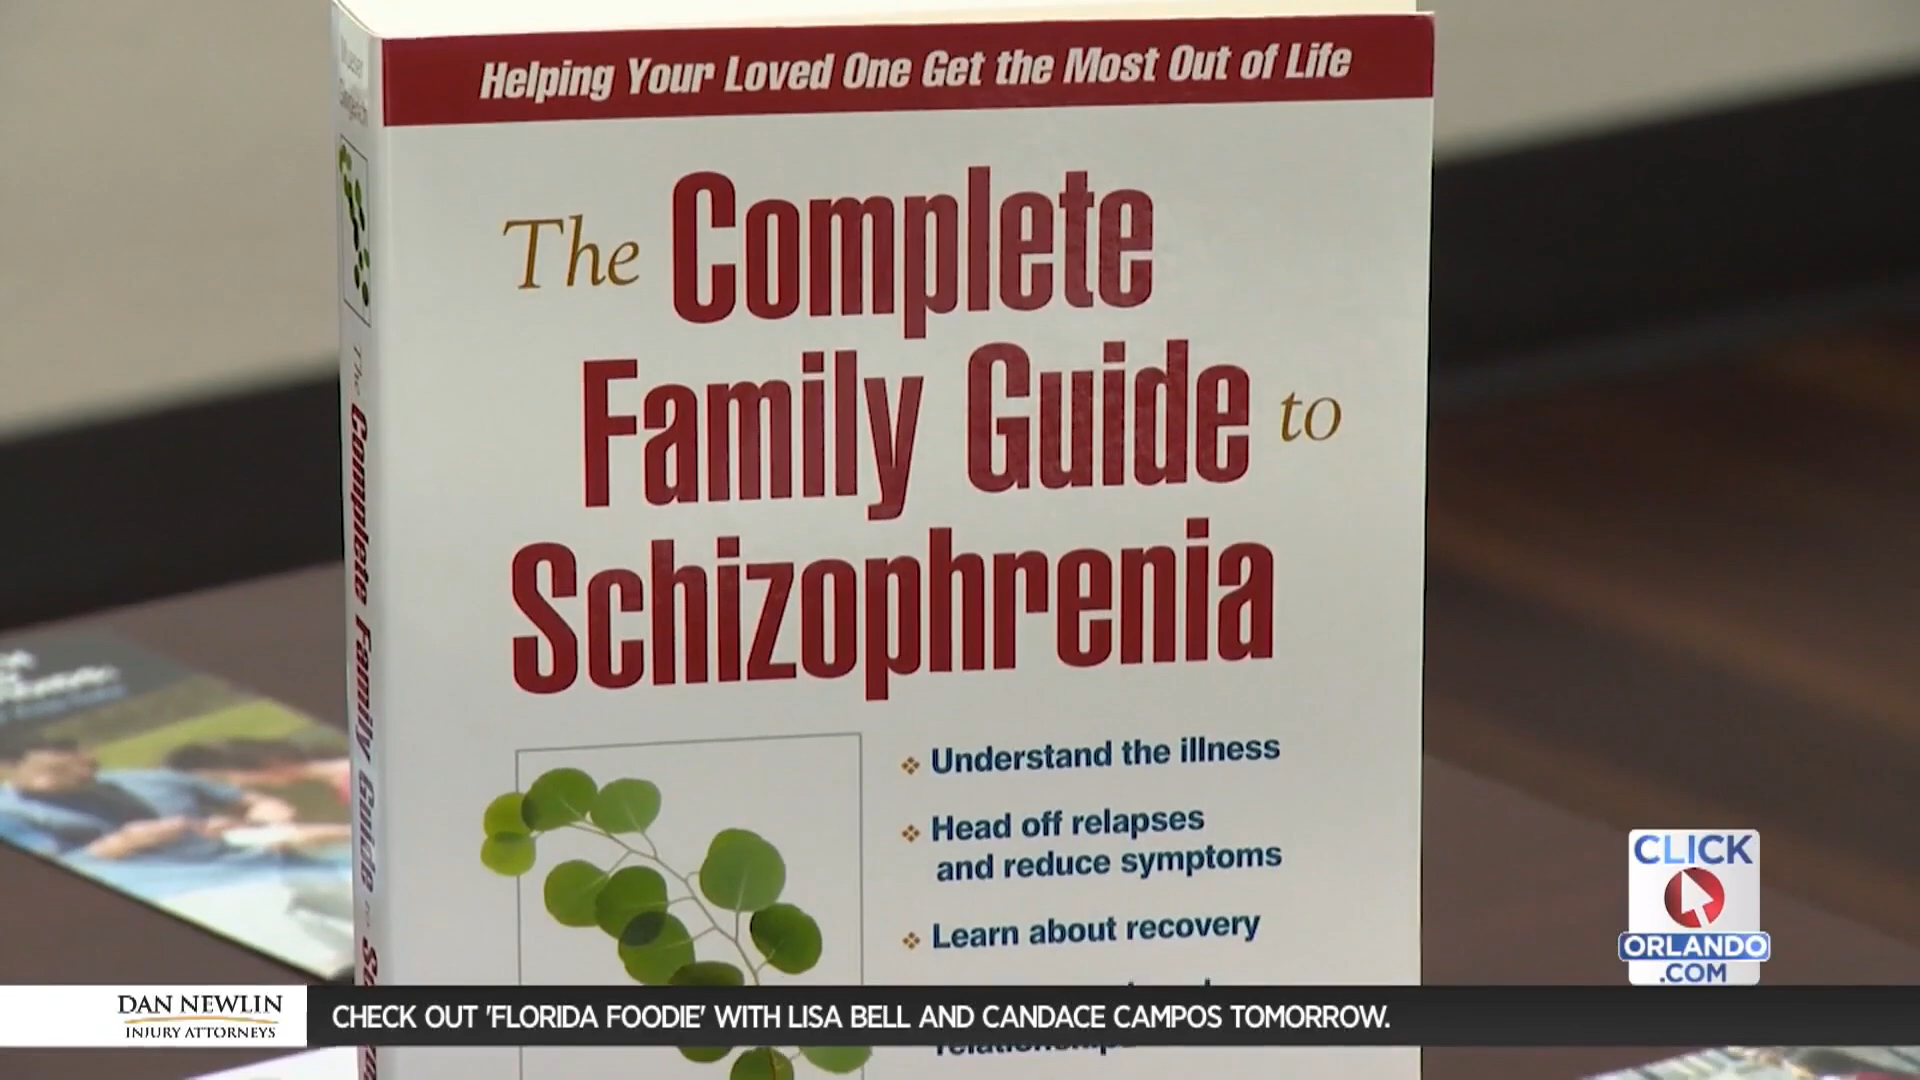 Helping Your Loved One Get the Most Out of Life
The Complete
Family Guide to
Schizophrenia
Understand the illness
Head off relapses
and reduce symptoms
Learn about recovery
The Complete Family Guide to
CLICK
ORLANDO
.COM
DAN NEWLIN
INJURY ATTORNEYS
CHECK OUT 'FLORIDA FOODIE' WITH LISA BELL AND CANDACE CAMPOS TOMORROW.